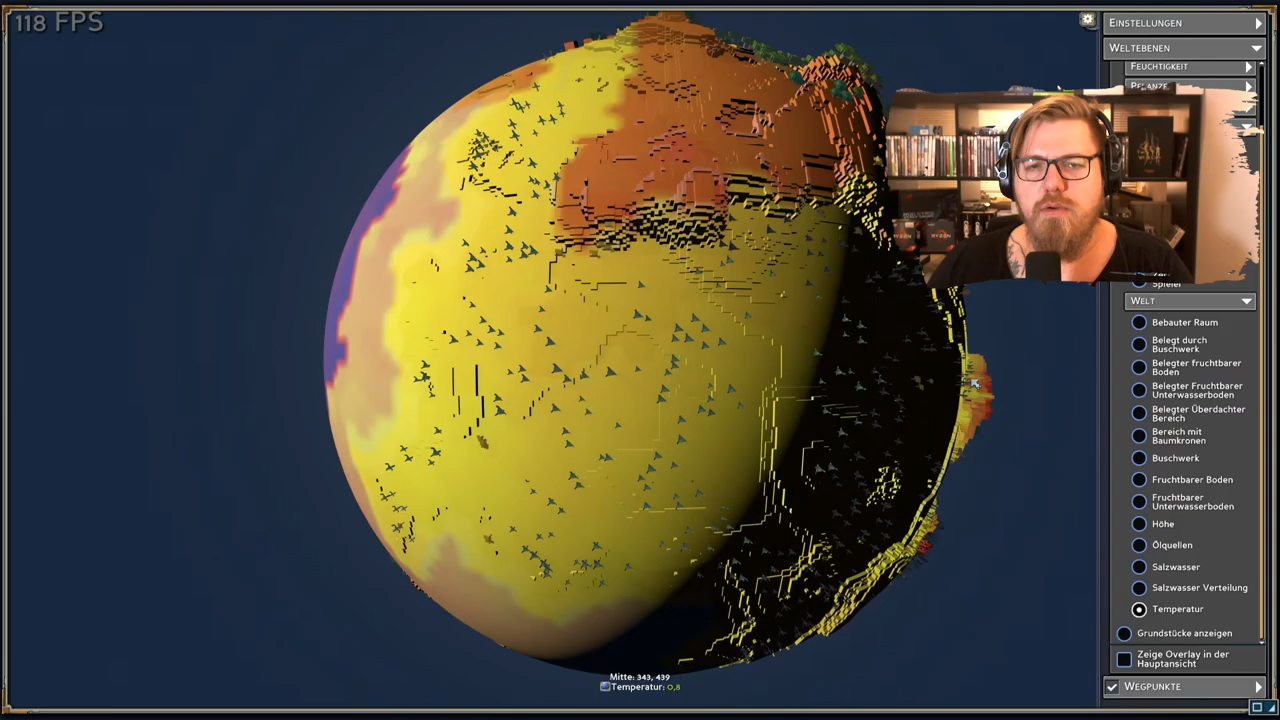 118 FPS
Einstellungen
Weltebenen
Feuchtigkeit
Pflanze
Spieler
Welt
Bebauter Raum
Belegt durch
Buschwerk
Belegter fruchtbarer
Boden
Belegter Fruchtbarer
Unterwasserboden
Belegter Überdachter
Bereich
Bereich mit
Baumkronen
Buschwerk
Fruchtbarer Boden
Fruchtbarer
Unterwasserboden
Höhe
Ölquellen
Salzwasser
Salzwasser Verteilung
Temperatur
Grundstücke anzeigen
Zeige Overlay in der
Hauptansicht
Wegpunkte
Mitte: 343, 439
Temperatur: 0,8